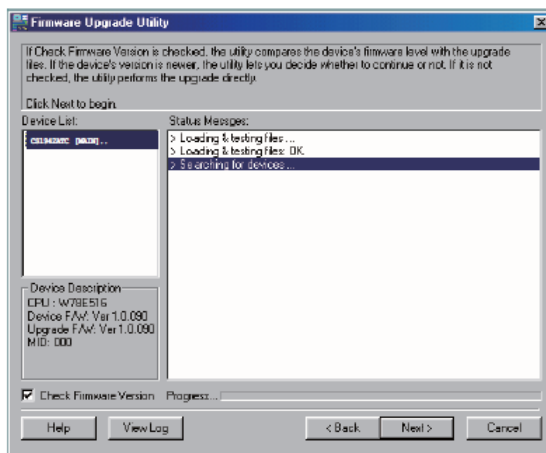 Firmware Upgrade Utility
If Check Firmware Version is checked, the utility compares the device's firmware level with the upgrade
files. If the device's version is newer, the utility lets you decide whether to continue or not. If it is not
checked, the utility performs the upgrade directly.
Click Next to begin.
Device List:
Status Messges:
> Loading & testing files ...
> Loading & testing files: OK.
> Searching for devices ...
Device Description
CPU : W78E516
Device F/W: Ver 1.0.090
Upgrade F/W: Ver 1.0.090
MID: 000
Check Firmware Version
Progress...
Help
View Log
< Back
Next >
Cancel